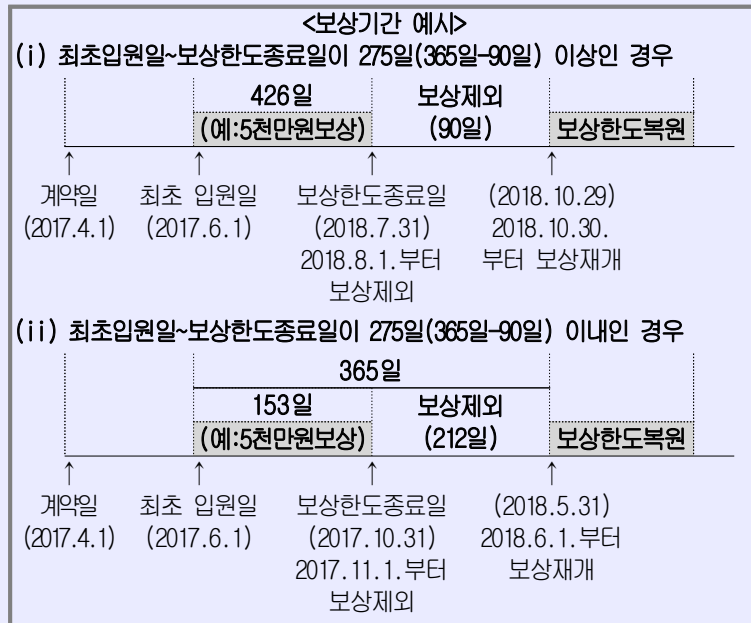 <보상기간 예시>
(i) 최초입원일~보상한도종료일이 275일(365일-90일) 이상인 경우
426일 보상제외
(예:5천만원보상) (90일) 보상한도복원
↑ ↑ ↑ ↑
계약일 최초 입원일 보상한도종료일 (2018.10.29)
(2017.4.1) (2017.6.1) (2018.7.31) 2018.10.30.
2018.8.1.부터 부터 보상재개
보상제외
(ii) 최초입원일~보상한도종료일이 275일(365일-90일) 이내인 경우
365일
153일 보상제외
(예:5천만원보상) (212일) 보상한도복원
↑ ↑ ↑ ↑
계약일 최초 입원일 보상한도종료일 (2018.5.31)
(2017.4.1) (2017.6.1) (2017.10.31) 2018.6.1.부터
2017.11.1.부터 보상재개
보상제외